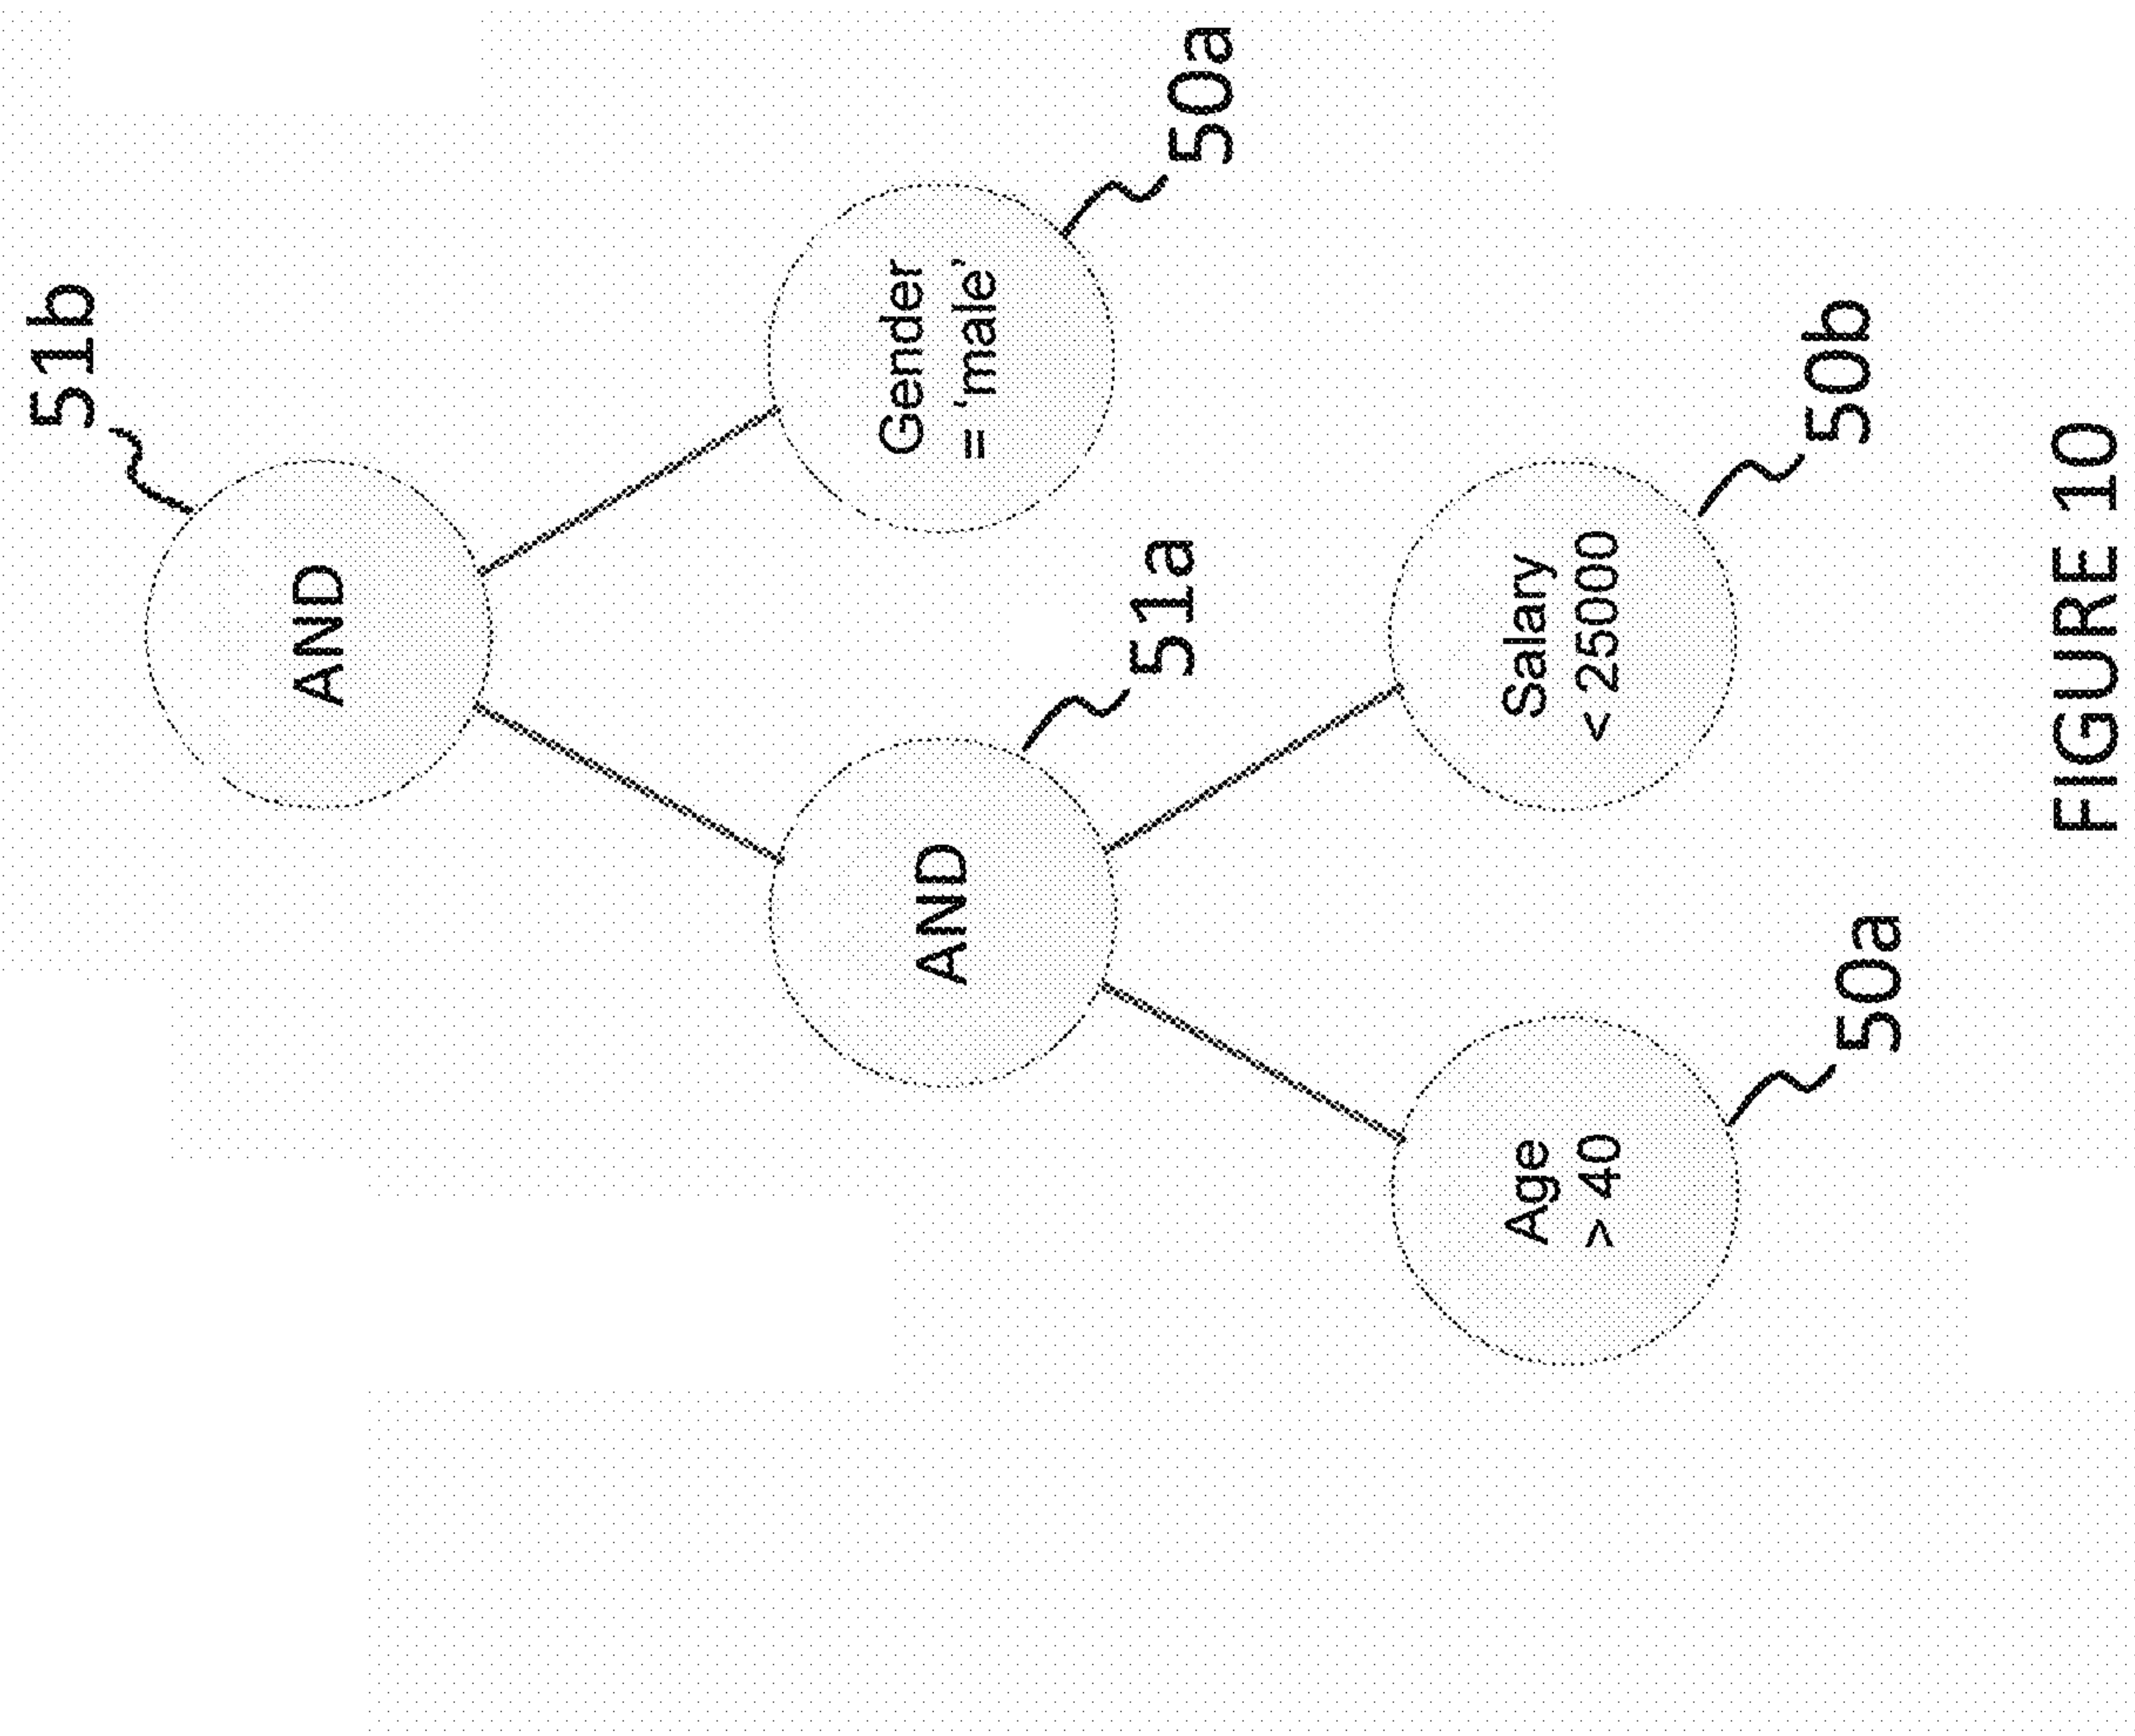 51b
AND
Gender
= 'male'
50a
AND
51a
Salary
< 25000
50b
Age
> 40
50a
FIGURE 10